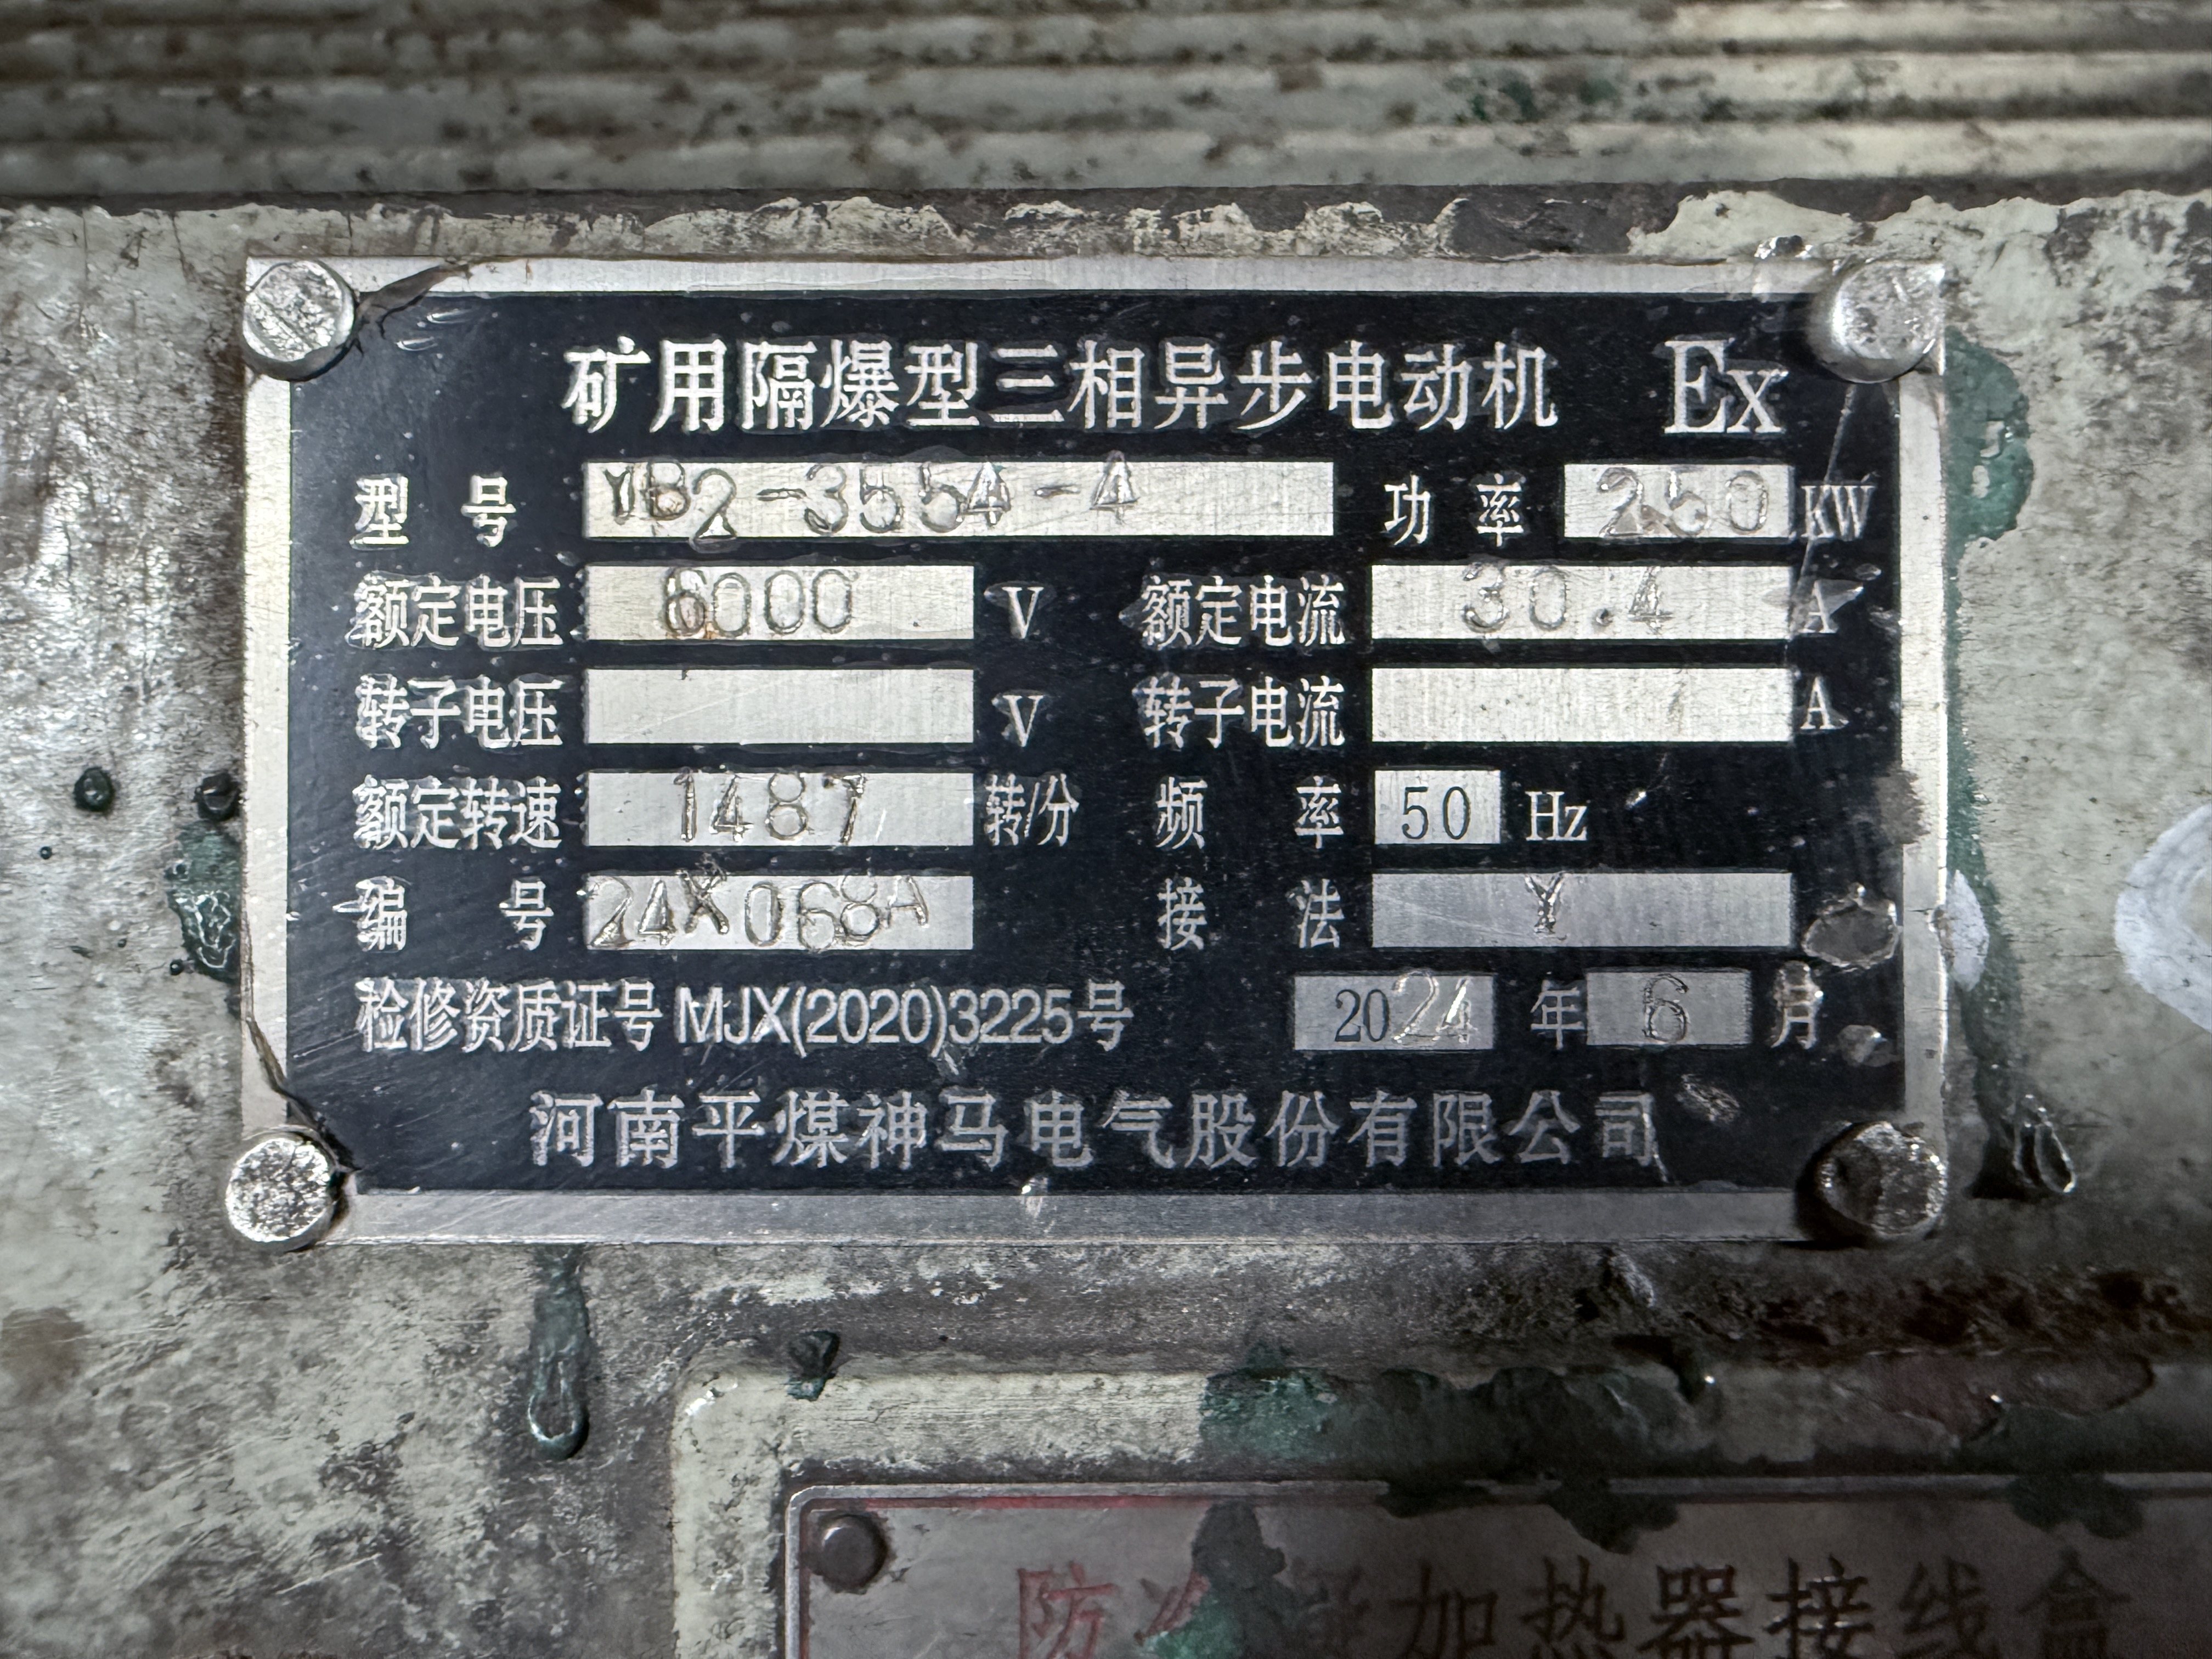 矿用隔爆型三相异步电动机 Ex
型号 YB2-3554-4 功率 250 KW
额定电压 6000 V 额定电流 30.4 A
转子电压 V 转子电流 A
额定转速 1487 转/分 频率 50 Hz
编号 24X068A 接法 Y
检修资质证号 MJX(2020)3225号 2024 年 6 月
河南平煤神马电气股份有限公司
防 加热器接线盒